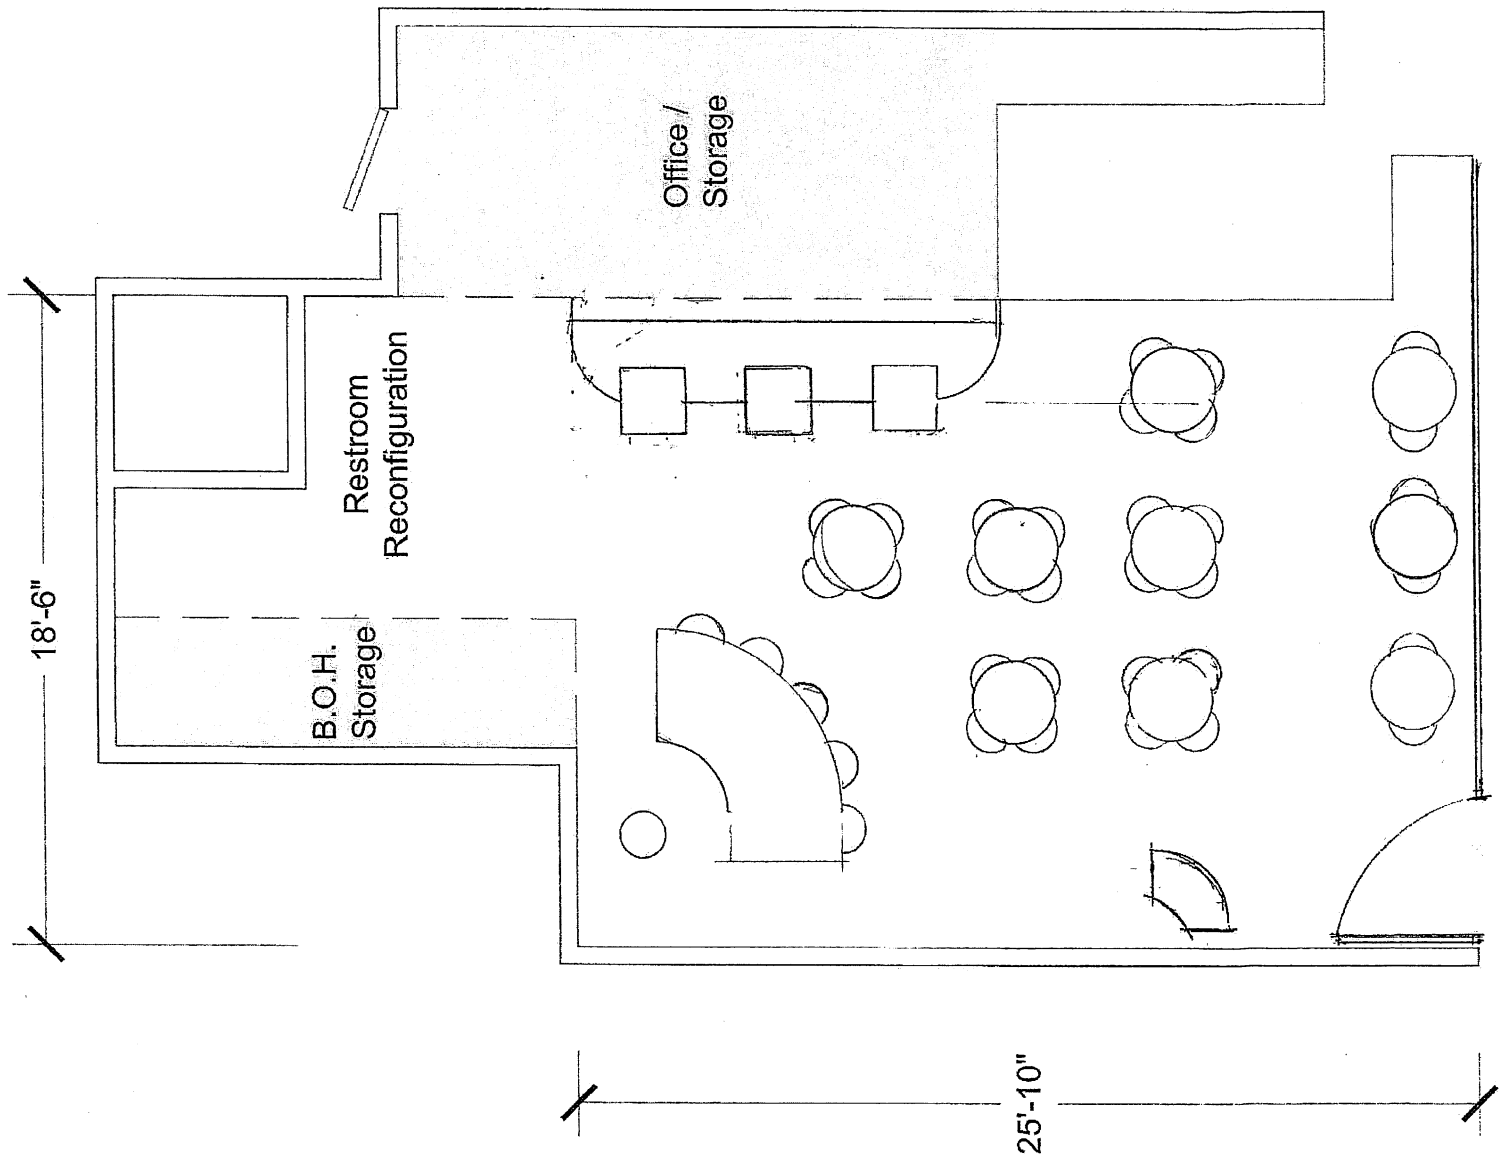 18'-6"
Restroom
Reconfiguration
B.O.H.
Storage
Office /
Storage
25'-10"